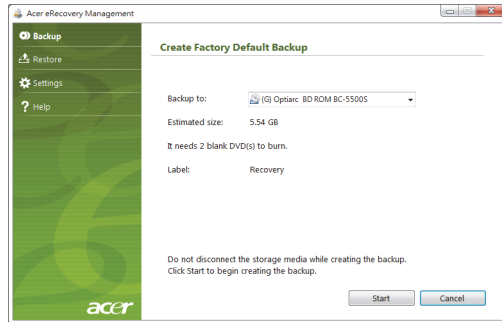 Acer eRecovery Management
Backup
Restore
Settings
Help
Create Factory Default Backup
Backup to: (G) Optiarc BD ROM BC-5500S
Estimated size: 5.54 GB
It needs 2 blank DVD(s) to burn.
Label: Recovery
Do not disconnect the storage media while creating the backup.
Click Start to begin creating the backup.
Start Cancel
acer